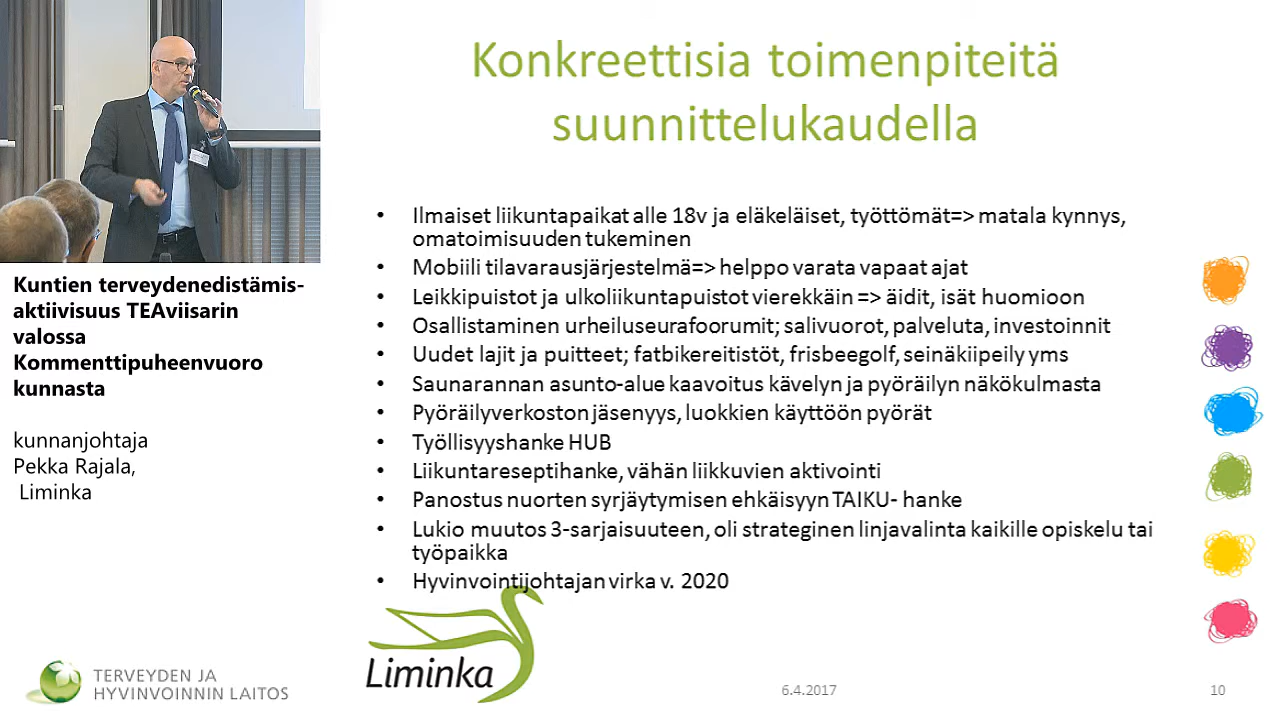 Konkreettisia toimenpiteitä
suunnittelukaudella
• Ilmaiset liikuntapaikat alle 18v ja eläkeläiset, työttömät=> matala kynnys,
omatoimisuuden tukeminen
• Mobiili tilavarausjärjestelmä=> helppo varata vapaat ajat
• Leikkipuistot ja ulkoliikuntapuistot vierekkäin => äidit, isät huomioon
• Osallistaminen urheiluseurafoorumit; salivuorot, palveluta, investoinnit
• Uudet lajit ja puitteet; fatbikereitistöt, frisbeegolf, seinäkiipeily yms
• Saunarannan asunto-alue kaavoitus kävelyn ja pyöräilyn näkökulmasta
• Pyöräilyverkoston jäsenyys, luokkien käyttöön pyörät
• Työllisyyshanke HUB
• Liikuntareseptihanke, vähän liikkuvien aktivointi
• Panostus nuorten syrjäytymisen ehkäisyyn TAIKU- hanke
• Lukio muutos 3-sarjaisuuteen, oli strateginen linjavalinta kaikille opiskelu tai
työpaikka
• Hyvinvointijohtajan virka v. 2020
Kuntien terveydenedistämis-
aktiivisuus TEAviisarin
valossa
Kommenttipuheenvuoro
kunnasta
kunnanjohtaja
Pekka Rajala,
Liminka
TERVEYDEN JA
HYVINVOINNIN LAITOS
Liminka
6.4.2017
10